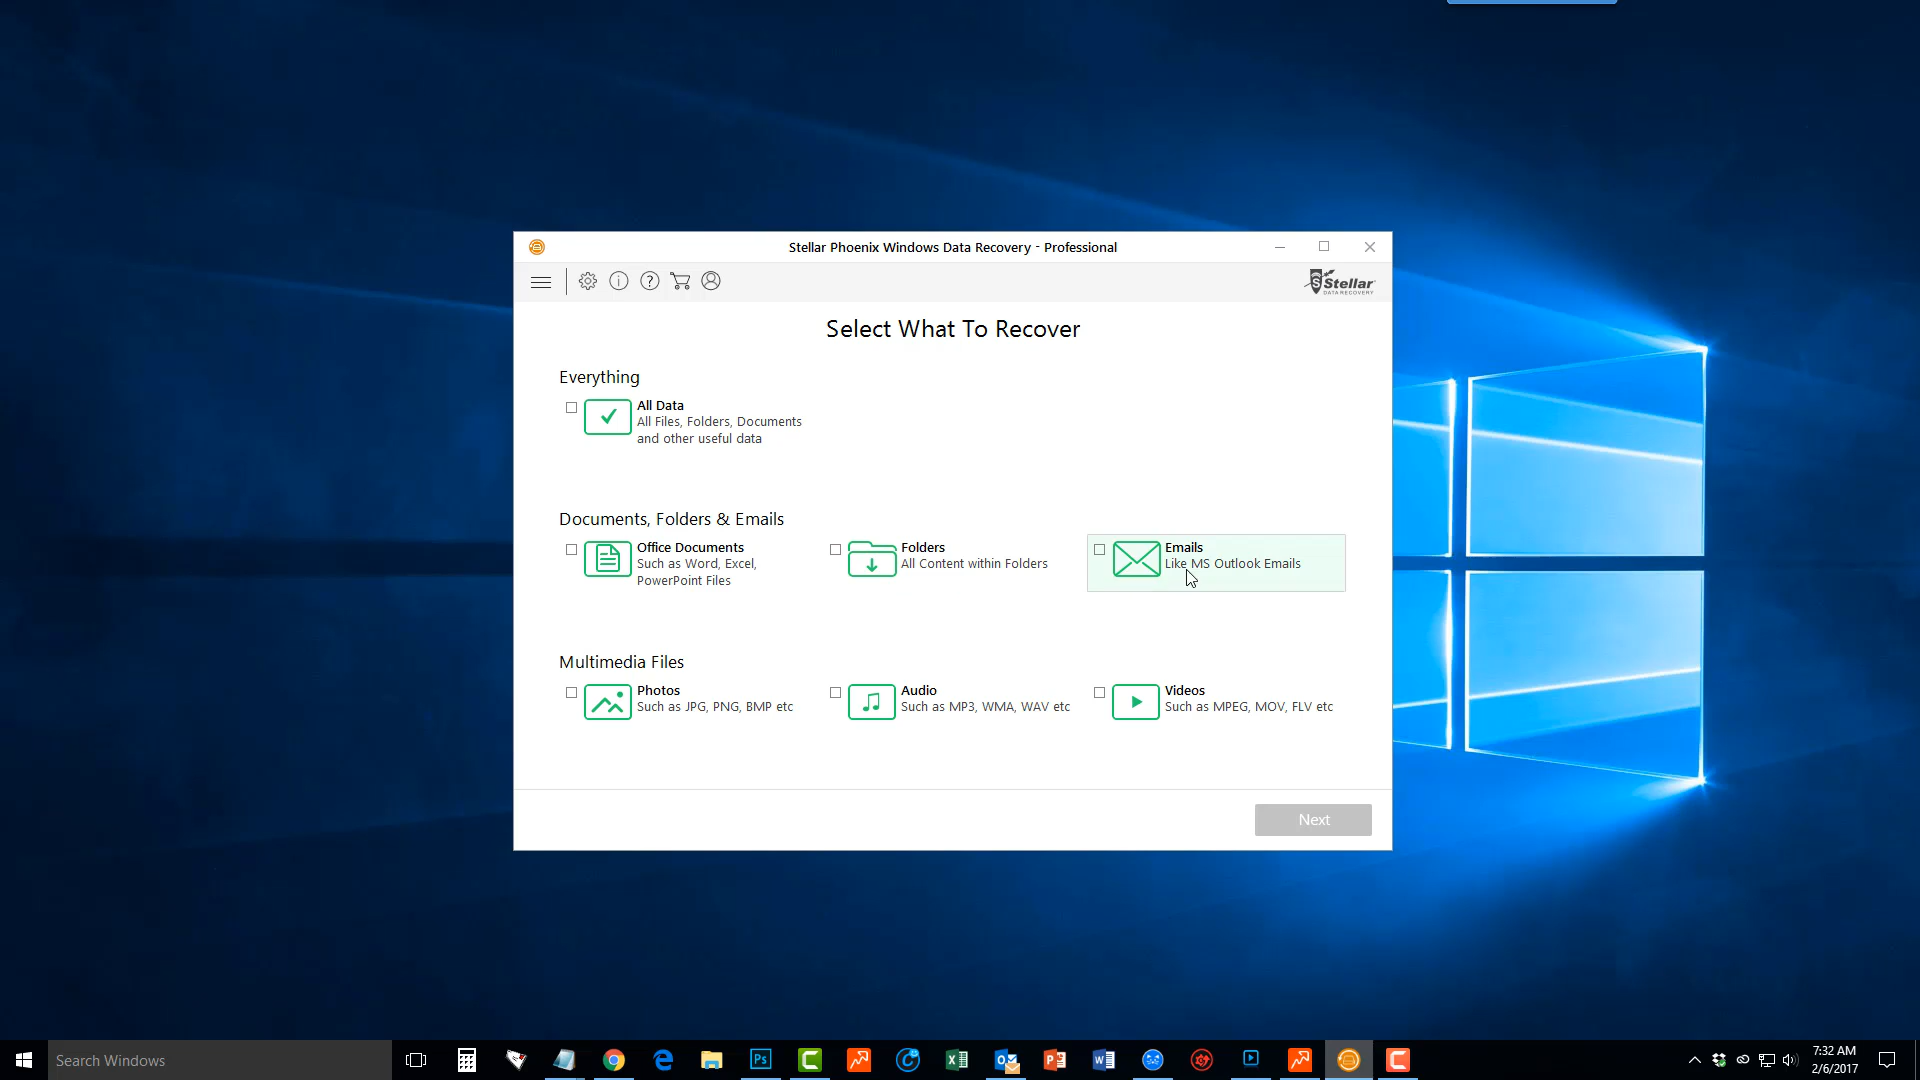 Stellar Phoenix Windows Data Recovery - Professional
Stellar
DATA RECOVERY
Select What To Recover
Everything
All Data
All Files, Folders, Documents
and other useful data
Documents, Folders & Emails
Office Documents
Such as Word, Excel,
PowerPoint Files
Folders
All Content within Folders
Emails
Like MS Outlook Emails
Multimedia Files
Photos
Such as JPG, PNG, BMP etc
Audio
Such as MP3, WMA, WAV etc
Videos
Such as MPEG, MOV, FLV etc
Next
Search Windows
Ps
7:32 AM
2/6/2017